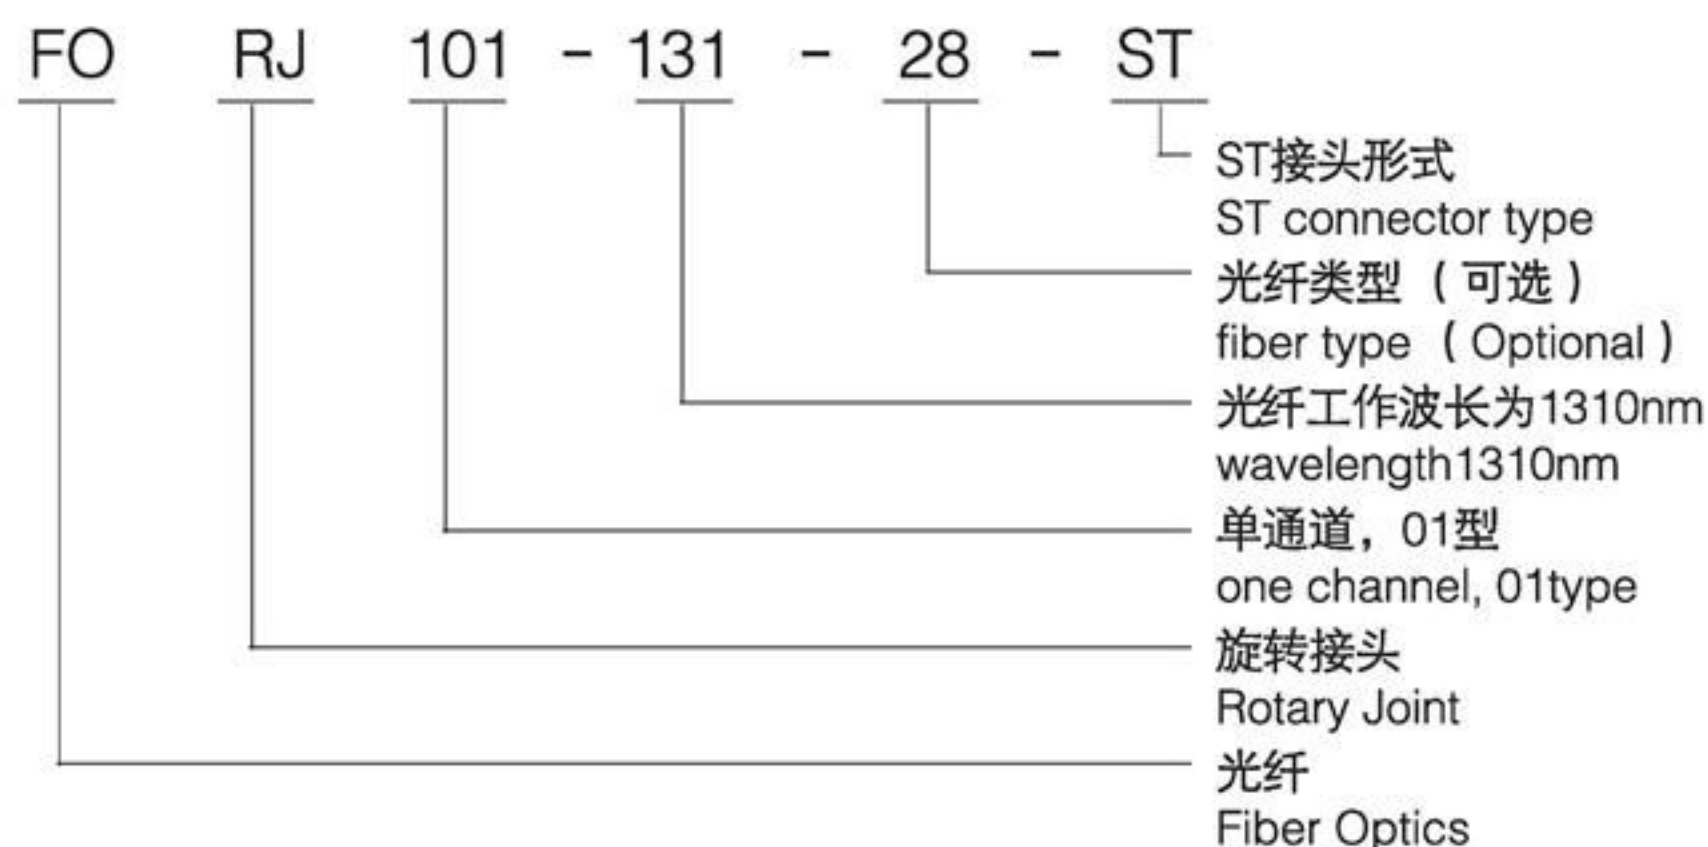 FO RJ 101 - 131 - 28 - ST
ST接头形式
ST connector type
光纤类型 (可选)
fiber type (Optional)
光纤工作波长为1310nm
wavelength1310nm
单通道，01型
one channel, 01type
旋转接头
Rotary Joint
光纤
Fiber Optics